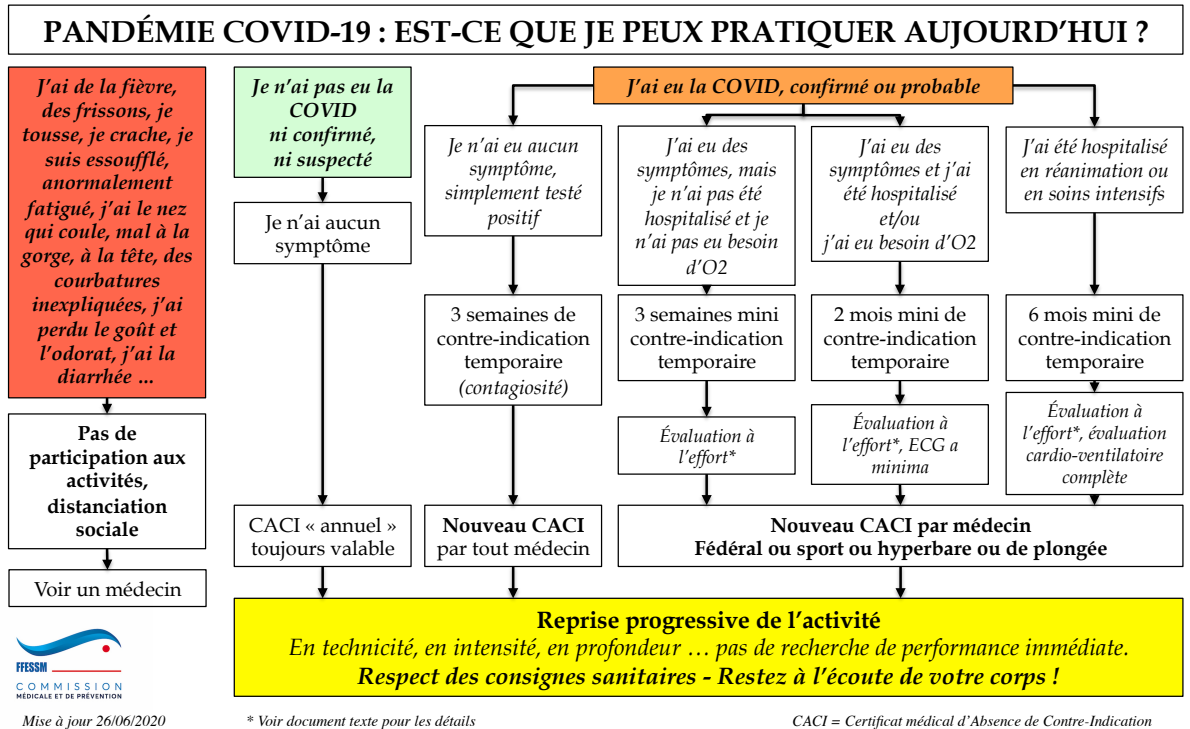 PANDÉMIE COVID-19 : EST-CE QUE JE PEUX PRATIQUER AUJOURD’HUI ?
J’ai de la fièvre,
des frissons, je
tousse, je crache, je
suis essoufflé,
anormalement
fatigué, j’ai le nez
qui coule, mal à la
gorge, à la tête, des
courbatures
inexpliquées, j’ai
perdu le goût et
l’odorat, j’ai la
diarrhée …
Pas de
participation aux
activités,
distanciation
sociale
Voir un médecin
Je n’ai pas eu la
COVID
ni confirmé,
ni suspecté
Je n’ai aucun
symptôme
CACI « annuel »
toujours valable
J’ai eu la COVID, confirmé ou probable
Je n’ai eu aucun
symptôme,
simplement testé
positif
3 semaines de
contre-indication
temporaire
(contagiosité)
Nouveau CACI
par tout médecin
J’ai eu des
symptômes, mais
je n’ai pas été
hospitalisé et je
n’ai pas eu besoin
d’O2
3 semaines mini
contre-indication
temporaire
Évaluation à
l’effort*
J’ai eu des
symptômes et j’ai
été hospitalisé
et/ou
j’ai eu besoin d’O2
2 mois mini de
contre-indication
temporaire
Évaluation à
l’effort*, ECG a
minima
J’ai été hospitalisé
en réanimation ou
en soins intensifs
6 mois mini de
contre-indication
temporaire
Évaluation à
l’effort*, évaluation
cardio-ventilatoire
complète
Nouveau CACI par médecin
Fédéral ou sport ou hyperbare ou de plongée
Reprise progressive de l’activité
En technicité, en intensité, en profondeur … pas de recherche de performance immédiate.
Respect des consignes sanitaires - Restez à l’écoute de votre corps !
FFESSM
COMMISSION
MÉDICALE ET DE PRÉVENTION
Mise à jour 26/06/2020
* Voir document texte pour les détails
CACI = Certificat médical d’Absence de Contre-Indication